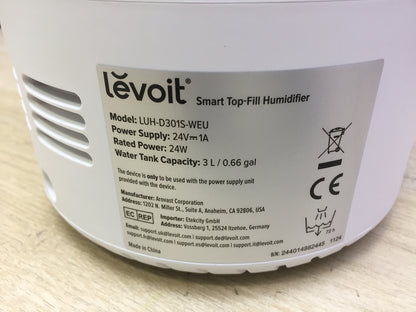 levoit® Smart Top-Fill Humidifier
Model: LUH-D301S-WEU
Power Supply: 24V⎓1A
Rated Power: 24W
Water Tank Capacity: 3 L / 0.66 gal
The device is only to be used with the power supply unit
provided with the device.
Manufacturer: Arovast Corporation
Address: 1202 N. Miller St., Suite A, Anaheim, CA 92806, USA
EC REP
Importer: Etekcity GmbH
Address: Vossbarg 1, 25524 Itzehoe, Germany
Email: support.uk@levoit.com | support.de@levoit.com
support.fr@levoit.com | support.es@levoit.com | support.it@levoit.com
Made in China
CE
72 h
B/N: 244014882445 1124